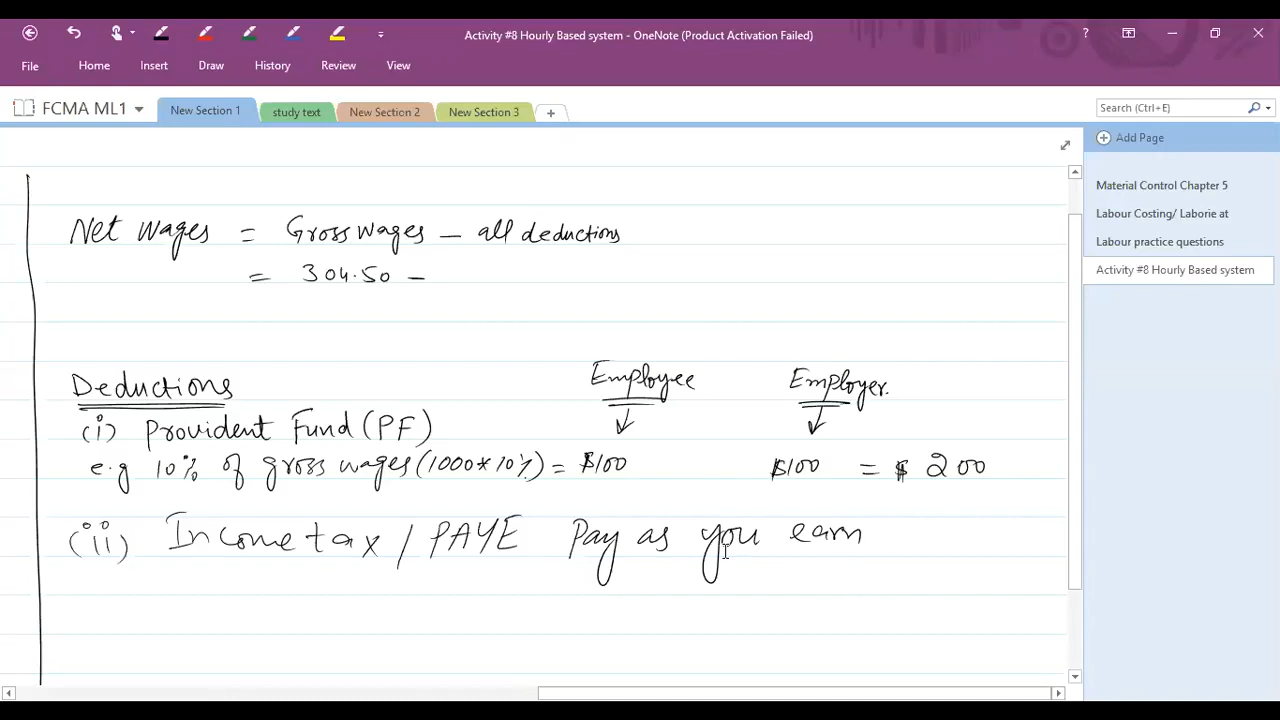 Activity #8 Hourly Based system - OneNote (Product Activation Failed)
?
File Home Insert Draw History Review View
FCMA ML1 New Section 1 study text New Section 2 New Section 3 +
Search (Ctrl+E)
Add Page
Material Control Chapter 5
Labour Costing/ Laborie at
Labour practice questions
Activity #8 Hourly Based system
Net wages = Gross wages - all deductions
= 304.50 -
Deductions Employee Employer.
(i) Provident Fund (PF)
e.g 10% of gross wages (1000*10%) = $100 $100 = $ 200
(ii) Income tax / PAYE Pay as you earn